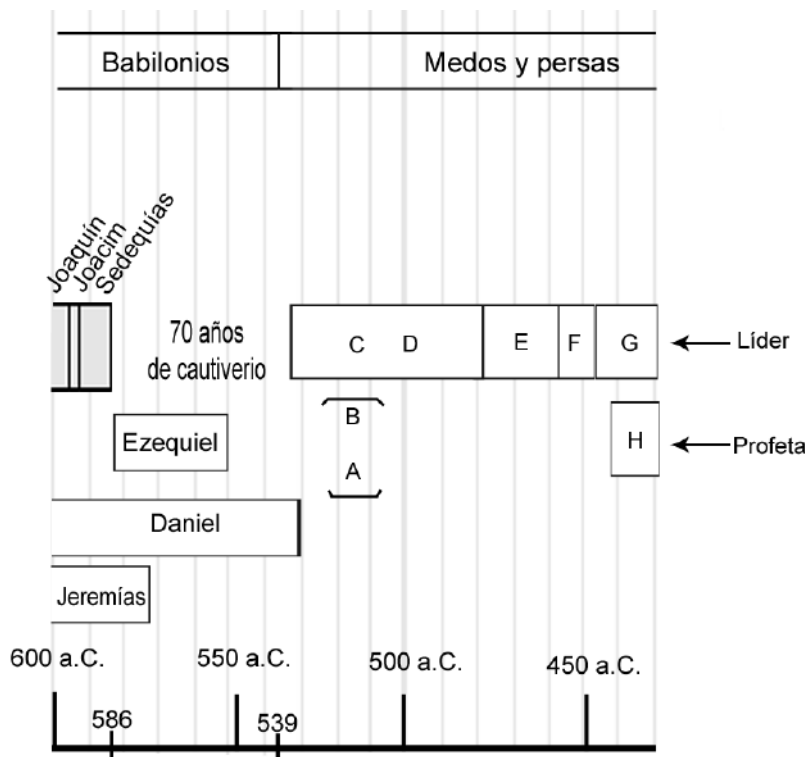 Babilonios
Medos y persas
Joaquín
Joacim
Sedequías
70 años
de cautiverio
C D E F G
Líder
Ezequiel
B
H
Profeta
A
Daniel
Jeremías
600 a.C.
550 a.C.
500 a.C.
450 a.C.
586
539